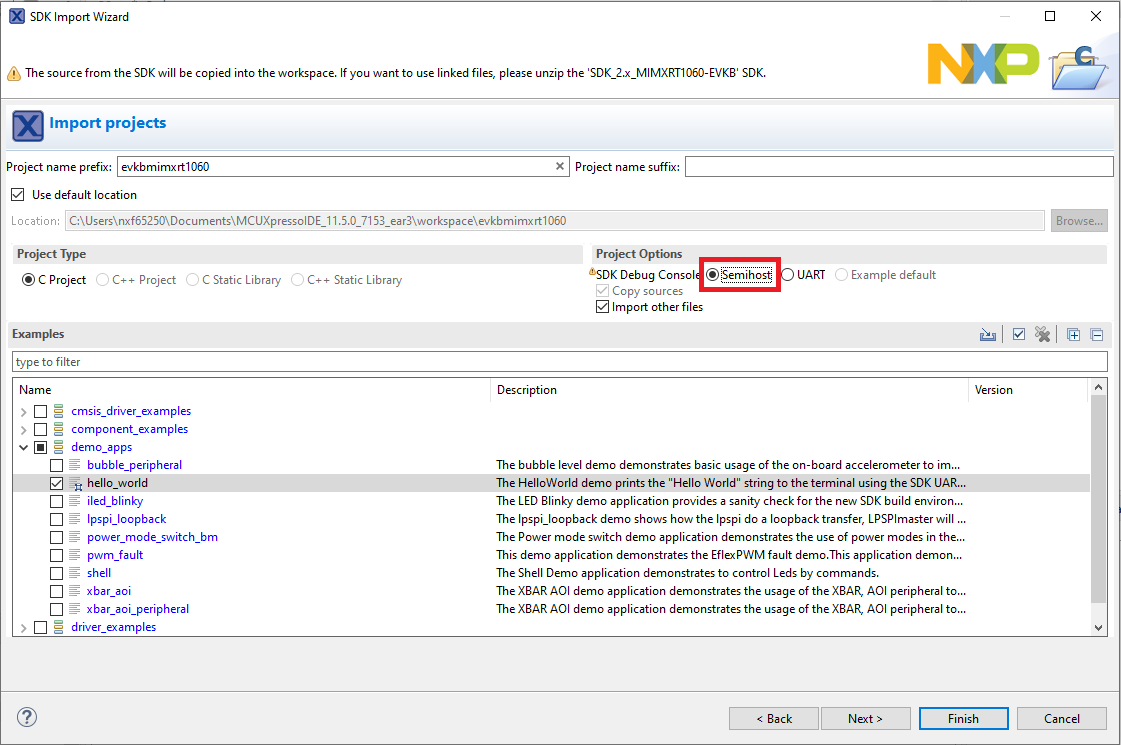 SDK Import Wizard
The source from the SDK will be copied into the workspace. If you want to use linked files, please unzip the 'SDK_2.x_MIMXRT1060-EVKB' SDK.
NXP
C
X Import projects
Project name prefix: evkbmimxrt1060 Project name suffix:
Use default location
Location: C:\Users\nxf65250\Documents\MCUXpressoIDE_11.5.0_7153_ear3\workspace\evkbmimxrt1060 Browse...
Project Type Project Options
C Project C++ Project C Static Library C++ Static Library SDK Debug Console Semihost UART Example default
Copy sources
Import other files
Examples
type to filter
Name Description Version
cmsis_driver_examples
component_examples
demo_apps
bubble_peripheral The bubble level demo demonstrates basic usage of the on-board accelerometer to im...
hello_world The HelloWorld demo prints the "Hello World" string to the terminal using the SDK UAR...
iled_blinky The LED Blinky demo application provides a sanity check for the new SDK build environ...
lpspi_loopback The lpspi_loopback demo shows how the lpspi do a loopback transfer, LPSPImaster will ...
power_mode_switch_bm The Power mode switch demo application demonstrates the use of power modes in the...
pwm_fault This demo application demonstrates the EflexPWM fault demo.This application demon...
shell The Shell Demo application demonstrates to control Leds by commands.
xbar_aoi The XBAR AOI demo application demonstrates the usage of the XBAR, AOI peripheral to...
xbar_aoi_peripheral The XBAR AOI demo application demonstrates the usage of the XBAR, AOI peripheral to...
driver_examples
? < Back Next > Finish Cancel